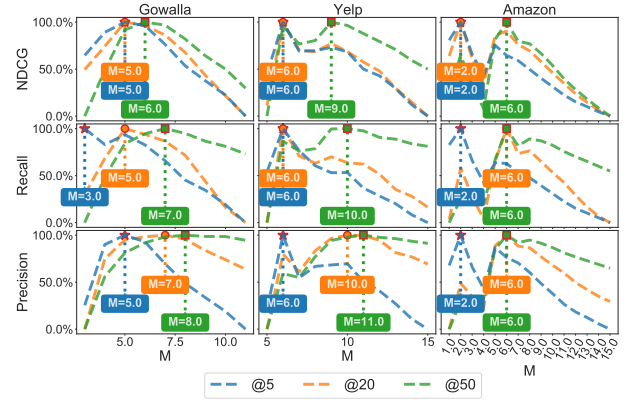 Gowalla
Yelp
Amazon
NDCG
100.0%
50.0%
0.0%
M=5.0
M=5.0
M=6.0
M=6.0
M=6.0
M=9.0
M=2.0
M=2.0
M=6.0
Recall
100.0%
50.0%
0.0%
M=3.0
M=5.0
M=7.0
M=6.0
M=6.0
M=10.0
M=2.0
M=6.0
M=6.0
Precision
100.0%
50.0%
0.0%
M=5.0
M=7.0
M=8.0
M=6.0
M=10.0
M=11.0
M=2.0
M=6.0
M=6.0
5.0 7.5 10.0
5 10 15
1.0 2.0 3.0 4.0 5.0 6.0 7.0 8.0 9.0 10.0 11.0 12.0 13.0 14.0 15.0
M
M
M
@5 @20 @50